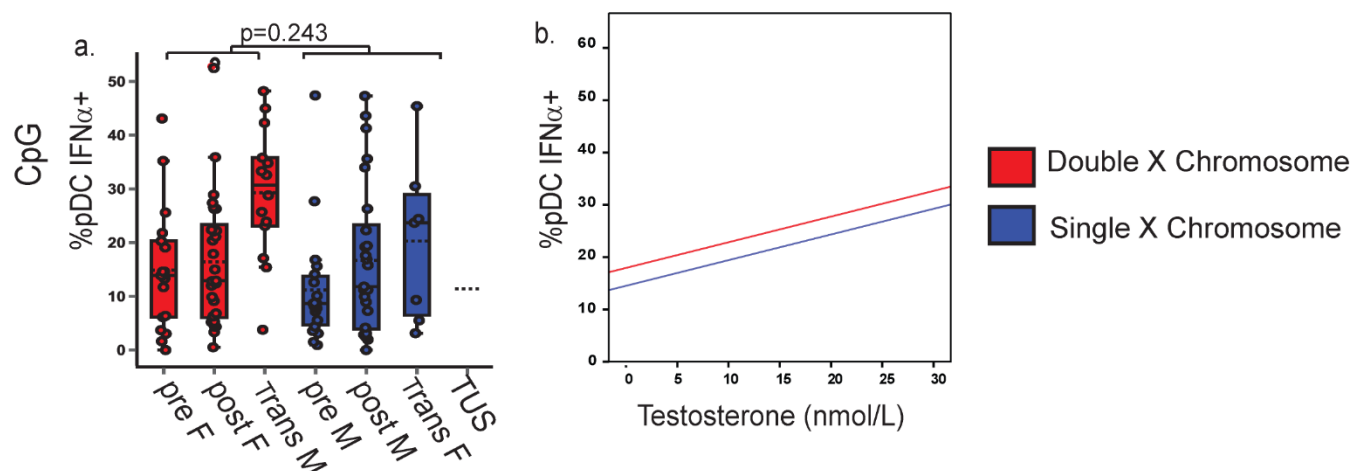 a.
p=0.243
CpG
%pDC IFNα+
50
40
30
20
10
0
pre F
post F
Trans M
pre M
post M
Trans F
TUS
b.
%pDC IFNα+
60
50
40
30
20
10
0
0
5
10
15
20
25
30
Testosterone (nmol/L)
Double X Chromosome
Single X Chromosome